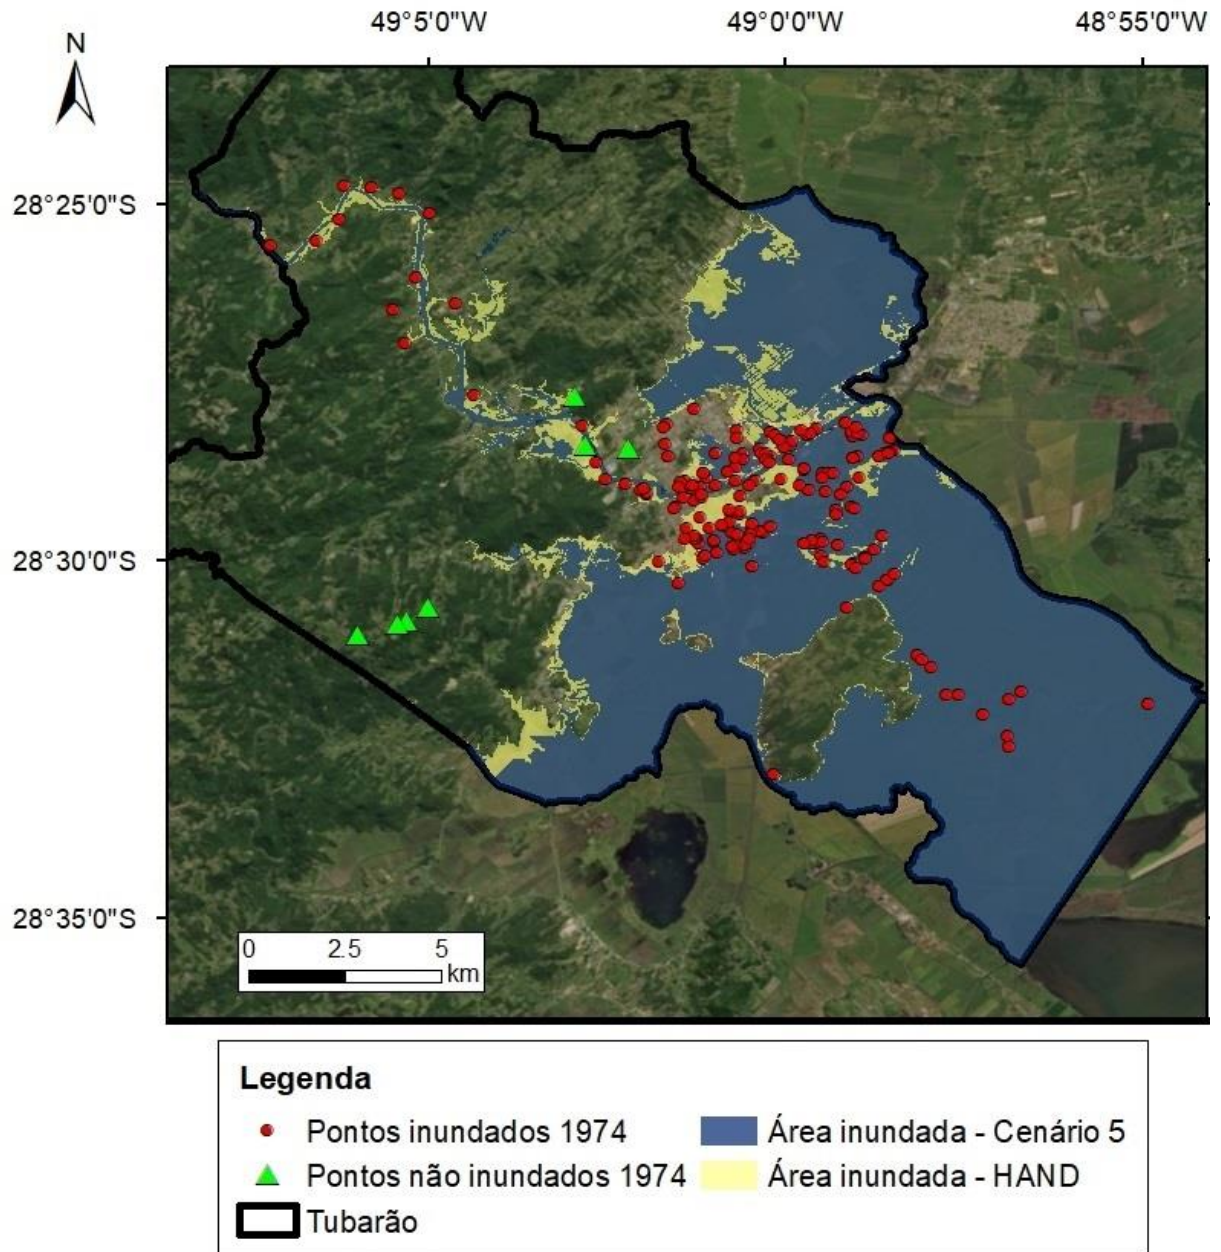 49°5'0"W 49°0'0"W 48°55'0"W
N
28°25'0"S
28°30'0"S
28°35'0"S
0 2.5 5
km
Legenda
Pontos inundados 1974 Área inundada - Cenário 5
Pontos não inundados 1974 Área inundada - HAND
Tubarão